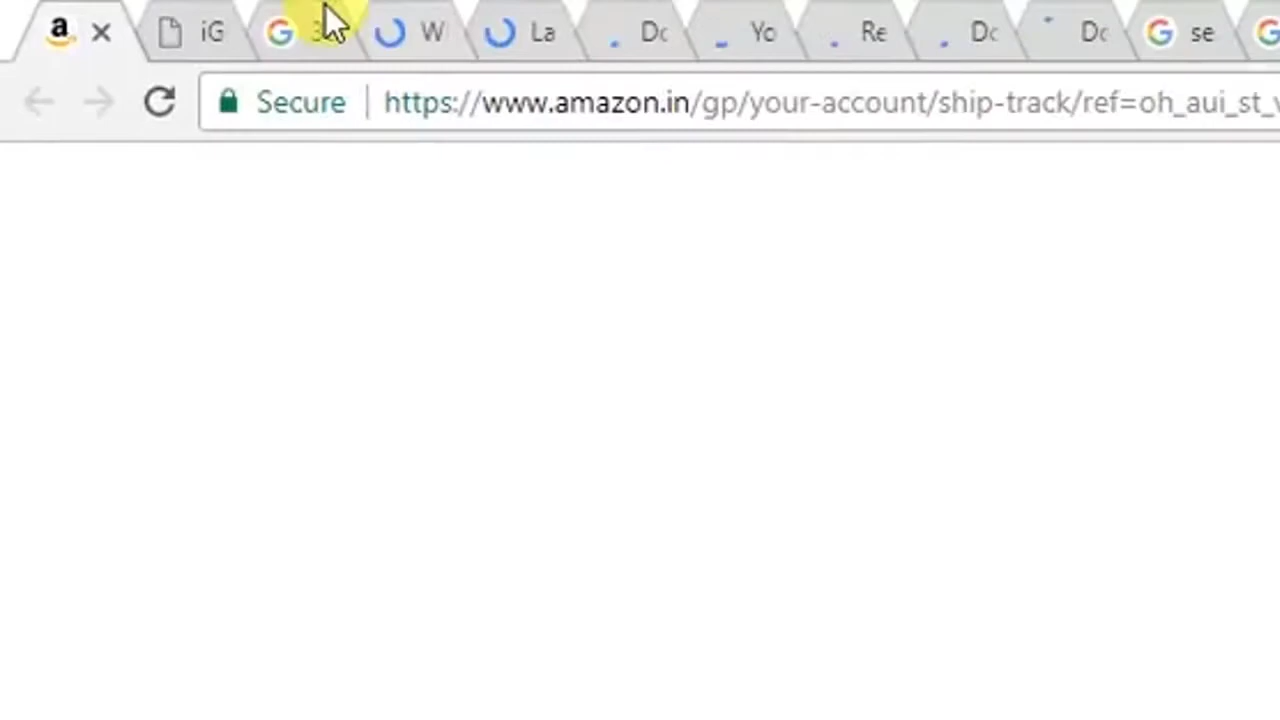 a iG W La Dc Yo Re Dc Dc se
Secure https://www.amazon.in/gp/your-account/ship-track/ref=oh_aui_st_